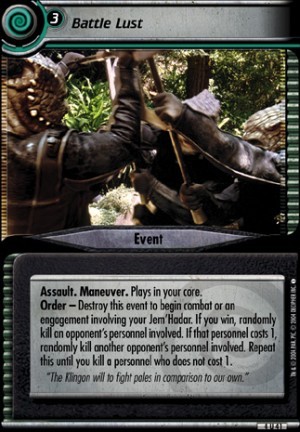 3
Battle Lust
Event
Assault. Maneuver. Plays in your core.
Order – Destroy this event to begin combat or an
engagement involving your Jem'Hadar. If you win, randomly
kill an opponent's personnel involved. If that personnel costs 1,
randomly kill another opponent's personnel involved. Repeat
this until you kill a personnel who does not cost 1.
"The Klingon will to fight pales in comparison to our own."